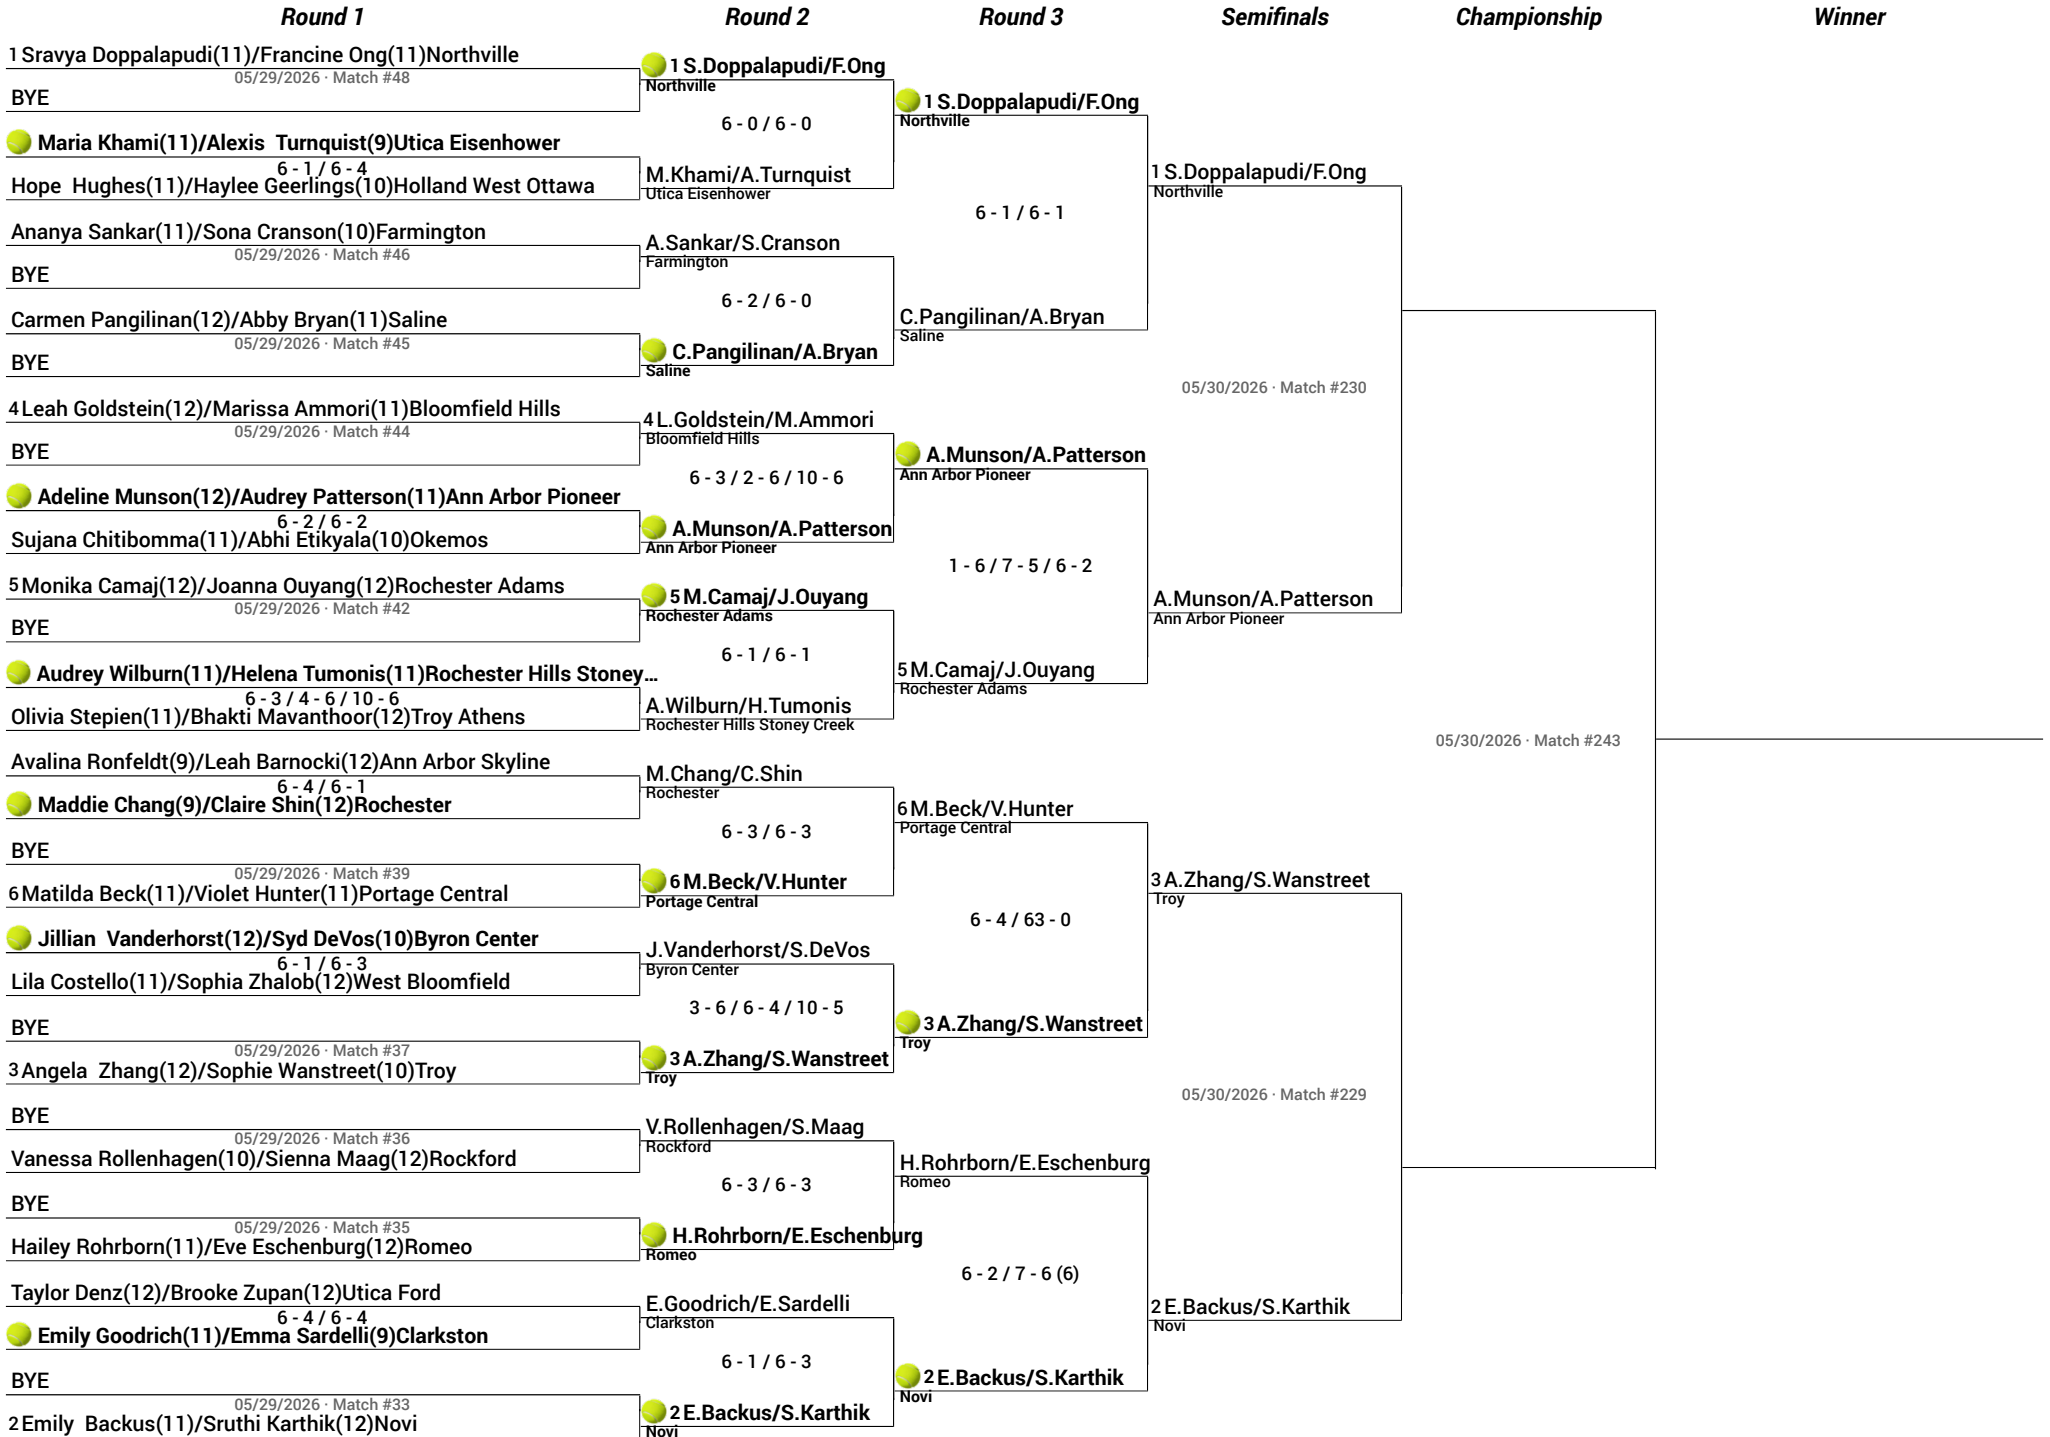 Round 1
Round 2
Round 3
Semifinals
Championship
Winner
1 Sravya Doppalapudi(11)/Francine Ong(11)Northville
05/29/2026 · Match #48
BYE
Maria Khami(11)/Alexis  Turnquist(9)Utica Eisenhower
6 - 1 / 6 - 4
Hope  Hughes(11)/Haylee Geerlings(10)Holland West Ottawa
Ananya Sankar(11)/Sona Cranson(10)Farmington
05/29/2026 · Match #46
BYE
Carmen Pangilinan(12)/Abby Bryan(11)Saline
05/29/2026 · Match #45
BYE
4 Leah Goldstein(12)/Marissa Ammori(11)Bloomfield Hills
05/29/2026 · Match #44
BYE
Adeline Munson(12)/Audrey Patterson(11)Ann Arbor Pioneer
6 - 2 / 6 - 2
Sujana Chitibomma(11)/Abhi Etikyala(10)Okemos
5 Monika Camaj(12)/Joanna Ouyang(12)Rochester Adams
05/29/2026 · Match #42
BYE
Audrey Wilburn(11)/Helena Tumonis(11)Rochester Hills Stoney...
6 - 3 / 4 - 6 / 10 - 6
Olivia Stepien(11)/Bhakti Mavanthoor(12)Troy Athens
Avalina Ronfeldt(9)/Leah Barnocki(12)Ann Arbor Skyline
6 - 4 / 6 - 1
Maddie Chang(9)/Claire Shin(12)Rochester
BYE
05/29/2026 · Match #39
6 Matilda Beck(11)/Violet Hunter(11)Portage Central
Jillian  Vanderhorst(12)/Syd DeVos(10)Byron Center
6 - 1 / 6 - 3
Lila Costello(11)/Sophia Zhalob(12)West Bloomfield
BYE
05/29/2026 · Match #37
3 Angela  Zhang(12)/Sophie Wanstreet(10)Troy
BYE
05/29/2026 · Match #36
Vanessa Rollenhagen(10)/Sienna Maag(12)Rockford
BYE
05/29/2026 · Match #35
Hailey Rohrborn(11)/Eve Eschenburg(12)Romeo
Taylor Denz(12)/Brooke Zupan(12)Utica Ford
6 - 4 / 6 - 4
Emily Goodrich(11)/Emma Sardelli(9)Clarkston
BYE
05/29/2026 · Match #33
2 Emily  Backus(11)/Sruthi Karthik(12)Novi
1 S.Doppalapudi/F.Ong
Northville
6 - 0 / 6 - 0
M.Khami/A.Turnquist
Utica Eisenhower
A.Sankar/S.Cranson
Farmington
6 - 2 / 6 - 0
C.Pangilinan/A.Bryan
Saline
4 L.Goldstein/M.Ammori
Bloomfield Hills
6 - 3 / 2 - 6 / 10 - 6
A.Munson/A.Patterson
Ann Arbor Pioneer
5 M.Camaj/J.Ouyang
Rochester Adams
6 - 1 / 6 - 1
A.Wilburn/H.Tumonis
Rochester Hills Stoney Creek
M.Chang/C.Shin
Rochester
6 - 3 / 6 - 3
6 M.Beck/V.Hunter
Portage Central
J.Vanderhorst/S.DeVos
Byron Center
3 - 6 / 6 - 4 / 10 - 5
3 A.Zhang/S.Wanstreet
Troy
V.Rollenhagen/S.Maag
Rockford
6 - 3 / 6 - 3
H.Rohrborn/E.Eschenburg
Romeo
E.Goodrich/E.Sardelli
Clarkston
6 - 1 / 6 - 3
2 E.Backus/S.Karthik
Novi
1 S.Doppalapudi/F.Ong
Northville
6 - 1 / 6 - 1
C.Pangilinan/A.Bryan
Saline
A.Munson/A.Patterson
Ann Arbor Pioneer
1 - 6 / 7 - 5 / 6 - 2
5 M.Camaj/J.Ouyang
Rochester Adams
6 M.Beck/V.Hunter
Portage Central
6 - 4 / 63 - 0
3 A.Zhang/S.Wanstreet
Troy
H.Rohrborn/E.Eschenburg
Romeo
6 - 2 / 7 - 6 (6)
2 E.Backus/S.Karthik
Novi
1 S.Doppalapudi/F.Ong
Northville
05/30/2026 · Match #230
A.Munson/A.Patterson
Ann Arbor Pioneer
3 A.Zhang/S.Wanstreet
Troy
05/30/2026 · Match #229
2 E.Backus/S.Karthik
Novi
05/30/2026 · Match #243